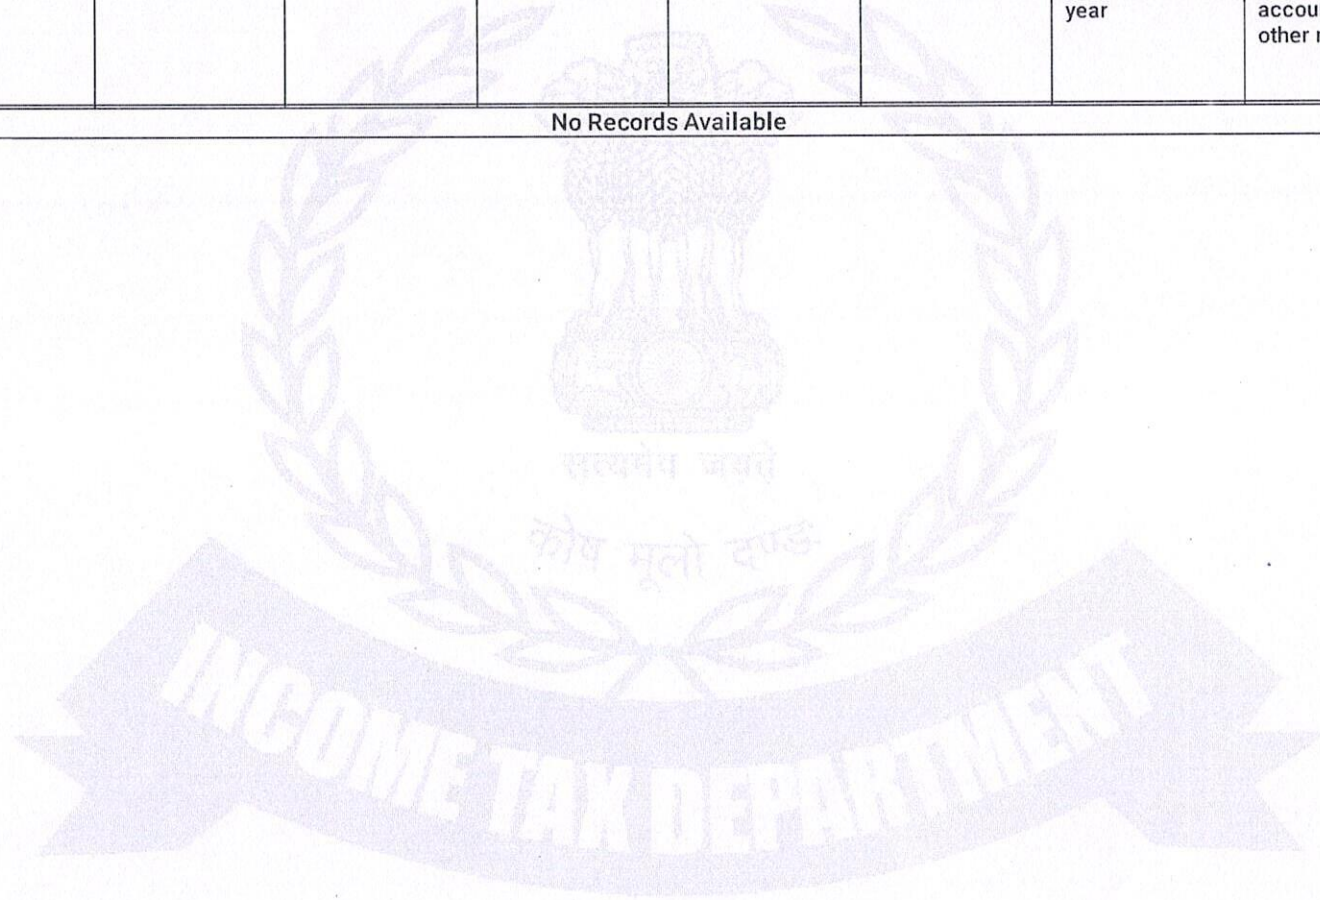 year
accou
other r
No Records Available
सत्यमेव जयते
कोष मूलो दण्ड
INCOME TAX DEPARTMENT